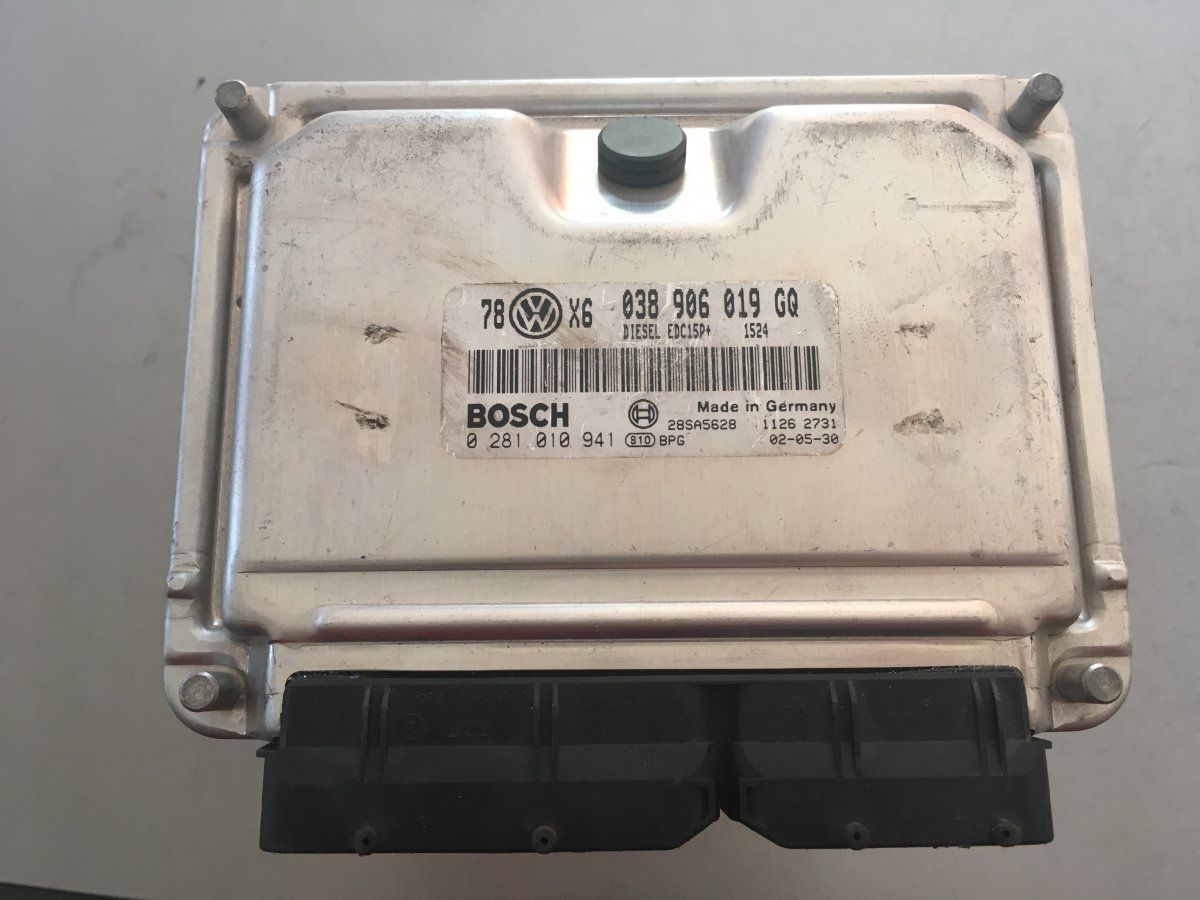 78 X6 038 906 019 GQ
DIESEL EDC15P+ 1524
BOSCH Made in Germany
28SA5628 1126 2731
0 281 010 941 810 BPG 02-05-30